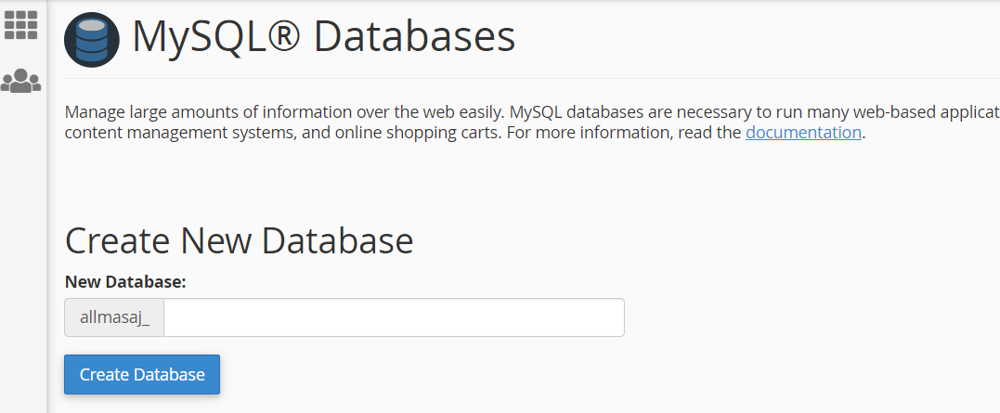 MySQL® Databases
Manage large amounts of information over the web easily. MySQL databases are necessary to run many web-based
content management systems, and online shopping carts. For more information, read the documentation.
Create New Database
New Database:
allmasaj_
Create Database